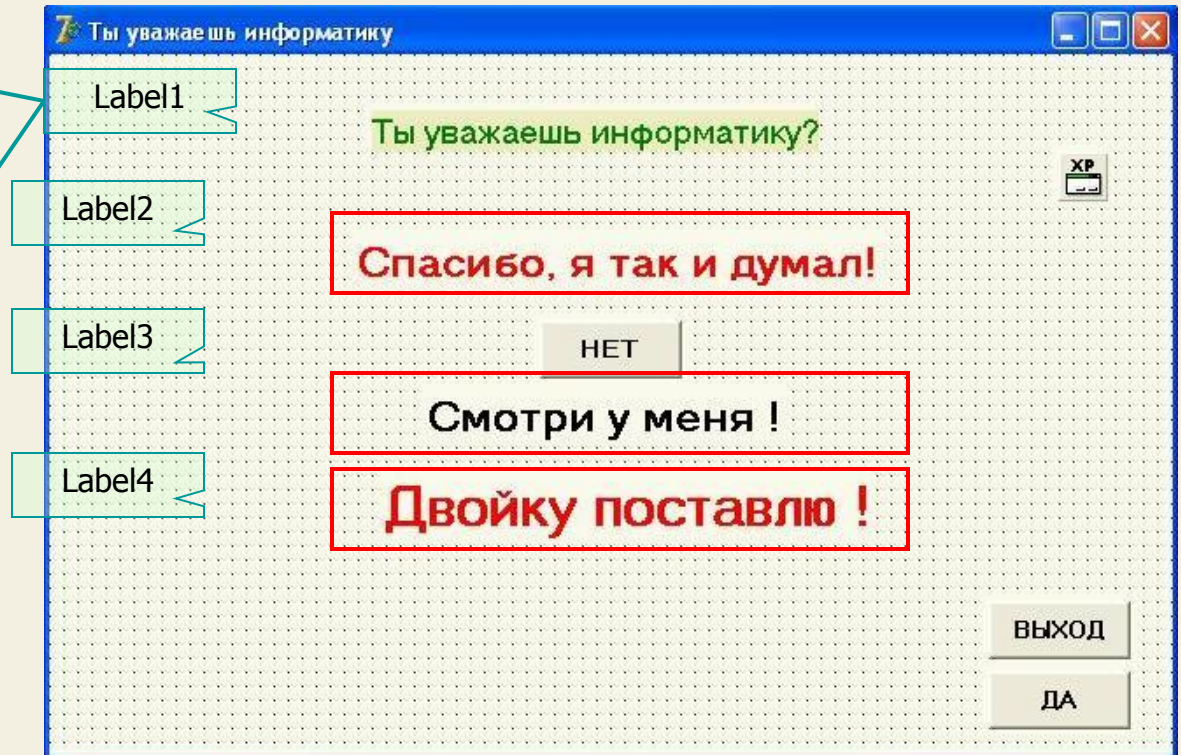 Ты уважаешь информатику
Label1
Ты уважаешь информатику?
XP
Label2
Спасибо, я так и думал!
Label3
НЕТ
Смотри у меня !
Label4
Двойку поставлю !
ВЫХОД
ДА